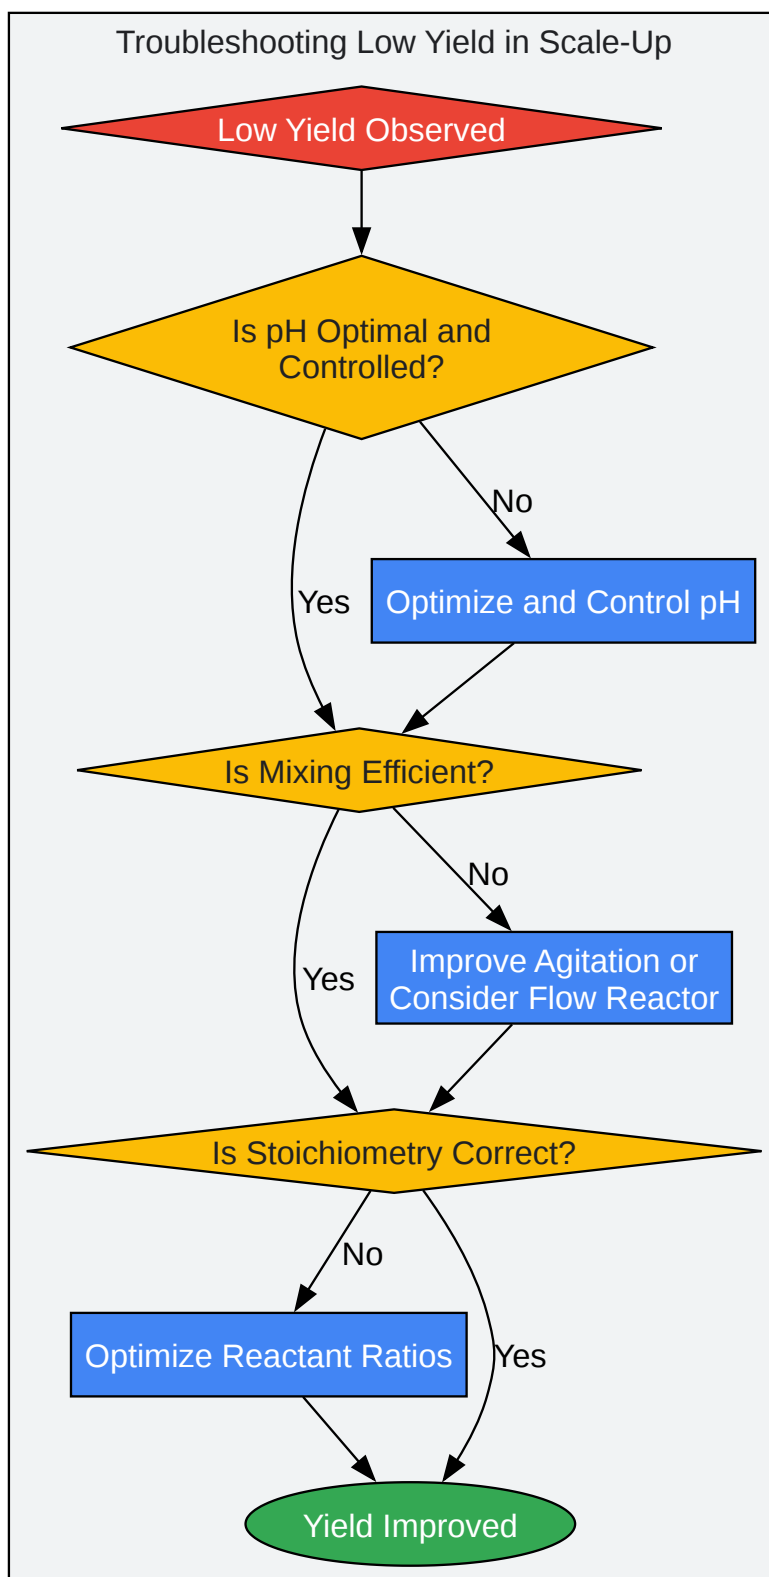 Troubleshooting Low Yield in Scale-Up
Low Yield Observed
Is pH Optimal and
Controlled?
No
Yes
Optimize and Control pH
Is Mixing Efficient?
No
Improve Agitation or
Consider Flow Reactor
Yes
Is Stoichiometry Correct?
No
Optimize Reactant Ratios
Yes
Yield Improved